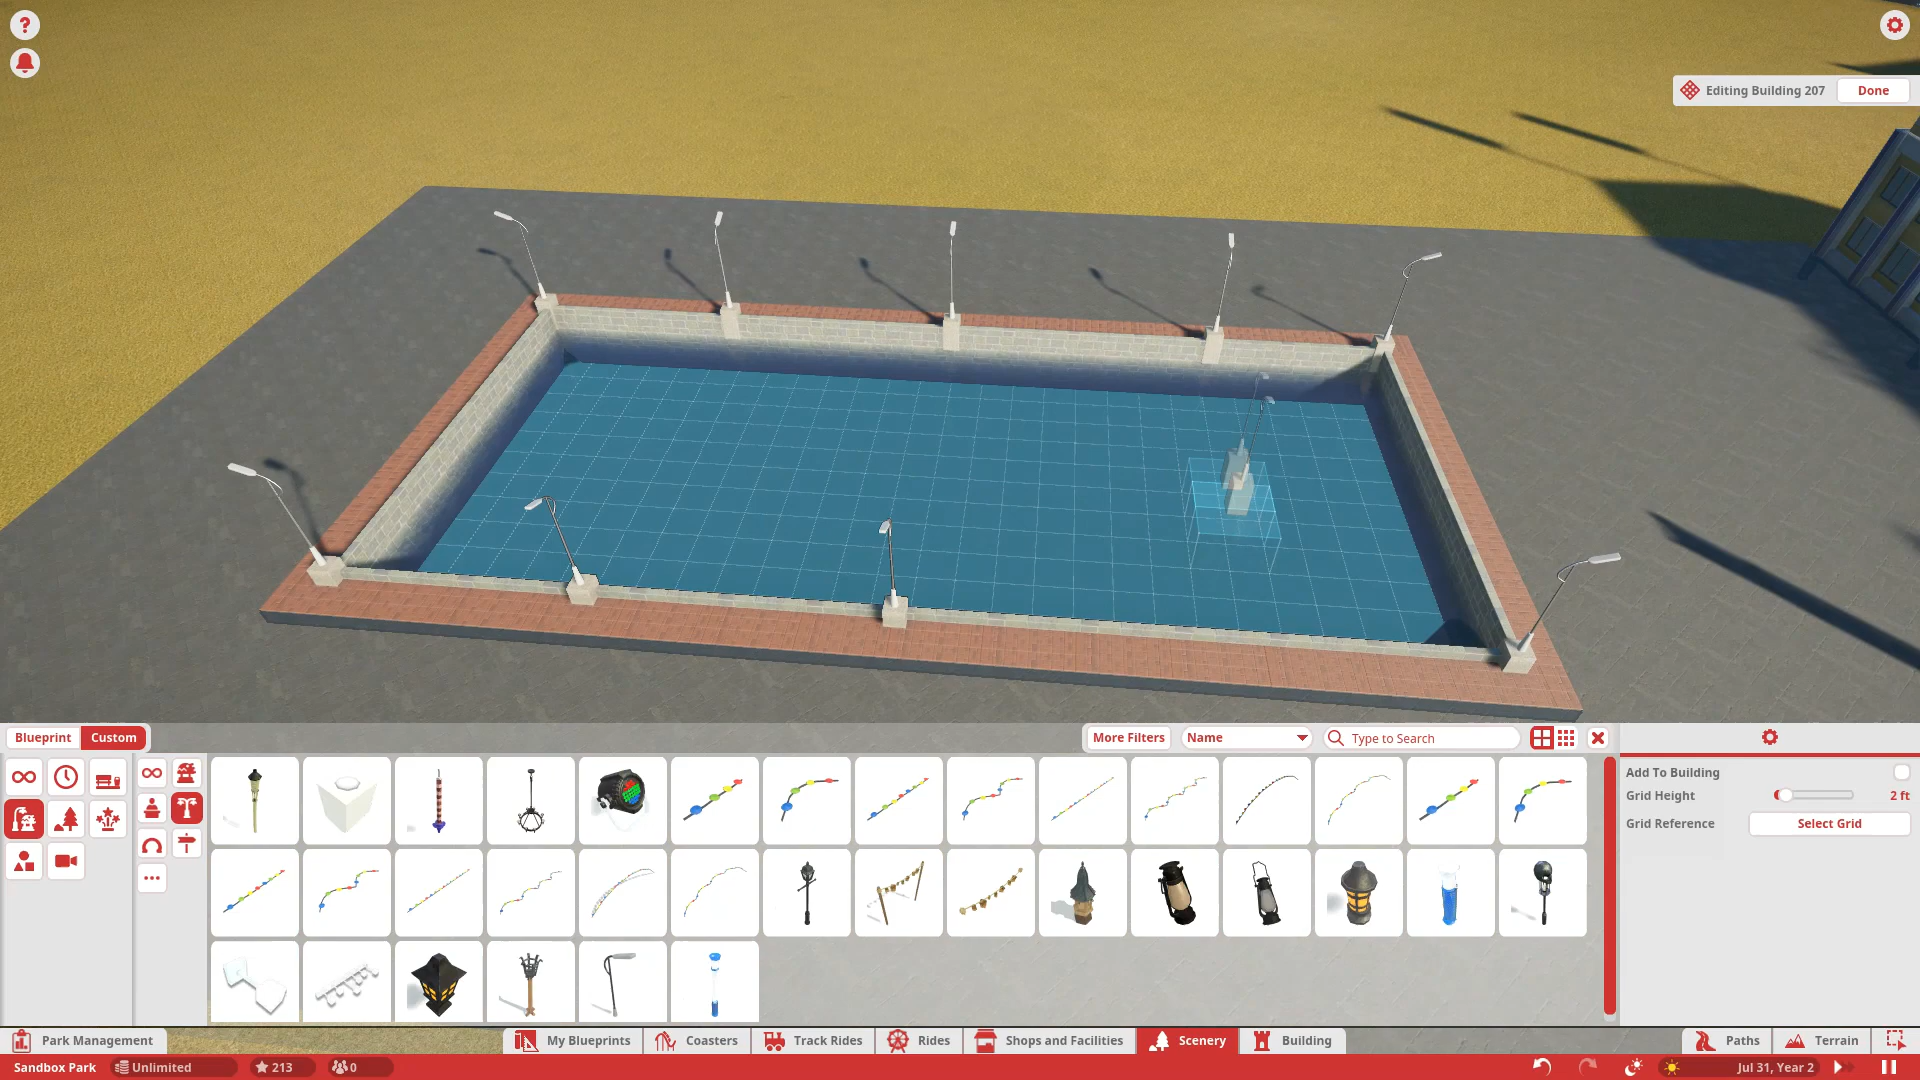 ?
Editing Building 207
Done
Blueprint
Custom
More Filters
Name
Type to Search
Add To Building
Grid Height
2 ft
Grid Reference
Select Grid
Park Management
My Blueprints
Coasters
Track Rides
Rides
Shops and Facilities
Scenery
Building
Paths
Terrain
Sandbox Park
Unlimited
213
0
Jul 31, Year 2